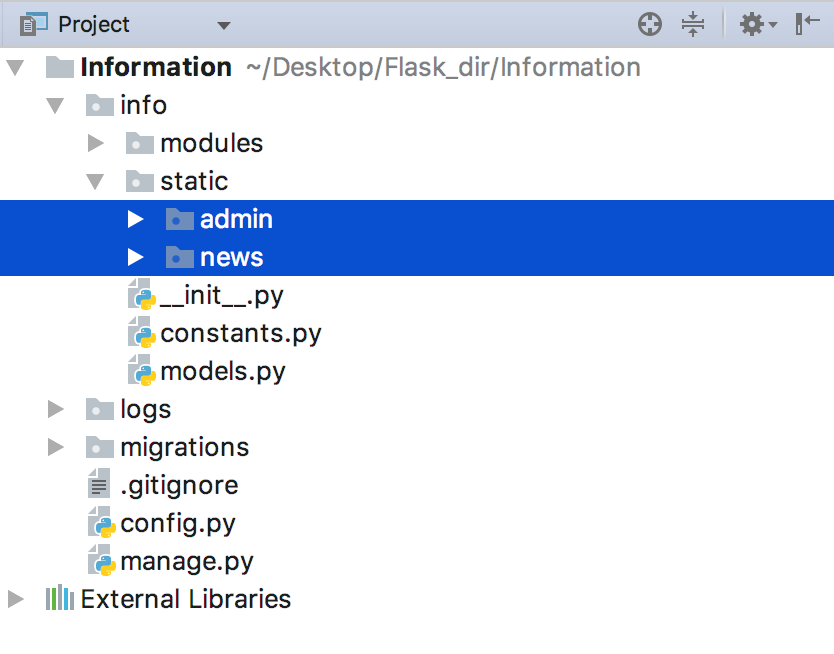 Project
Information ~/Desktop/Flask_dir/Information
info
modules
static
admin
news
__init__.py
constants.py
models.py
logs
migrations
.gitignore
config.py
manage.py
External Libraries